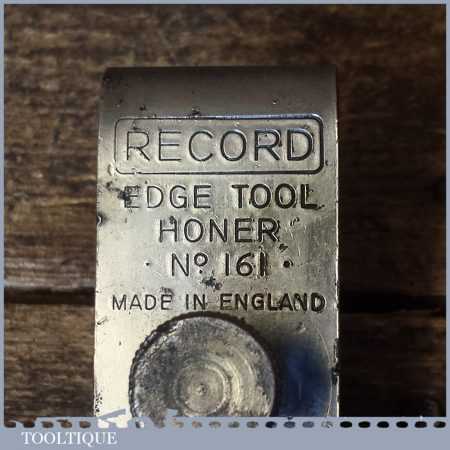 RECORD
EDGE TOOL
HONER
· Nº 161 ·
MADE IN ENGLAND
TOOLTIQUE